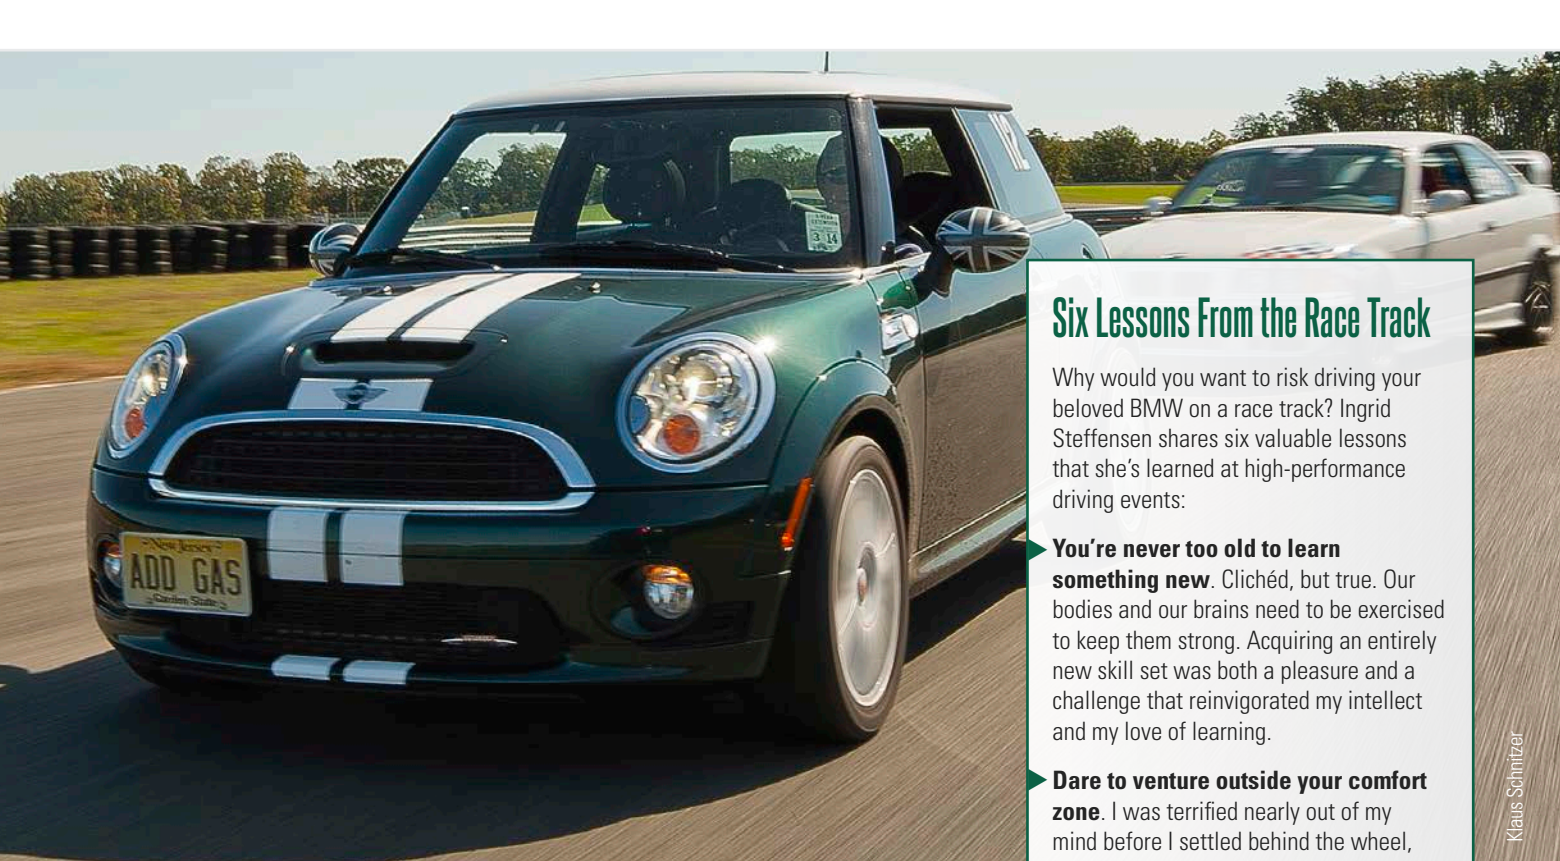 112
3 14
New Jersey
ADD GAS
Garden State
Six Lessons From the Race Track
Why would you want to risk driving your
beloved BMW on a race track? Ingrid
Steffensen shares six valuable lessons
that she’s learned at high-performance
driving events:
You’re never too old to learn
something new. Clichéd, but true. Our
bodies and our brains need to be exercised
to keep them strong. Acquiring an entirely
new skill set was both a pleasure and a
challenge that reinvigorated my intellect
and my love of learning.
Dare to venture outside your comfort
zone. I was terrified nearly out of my
mind before I settled behind the wheel,
Klaus Schnitzer